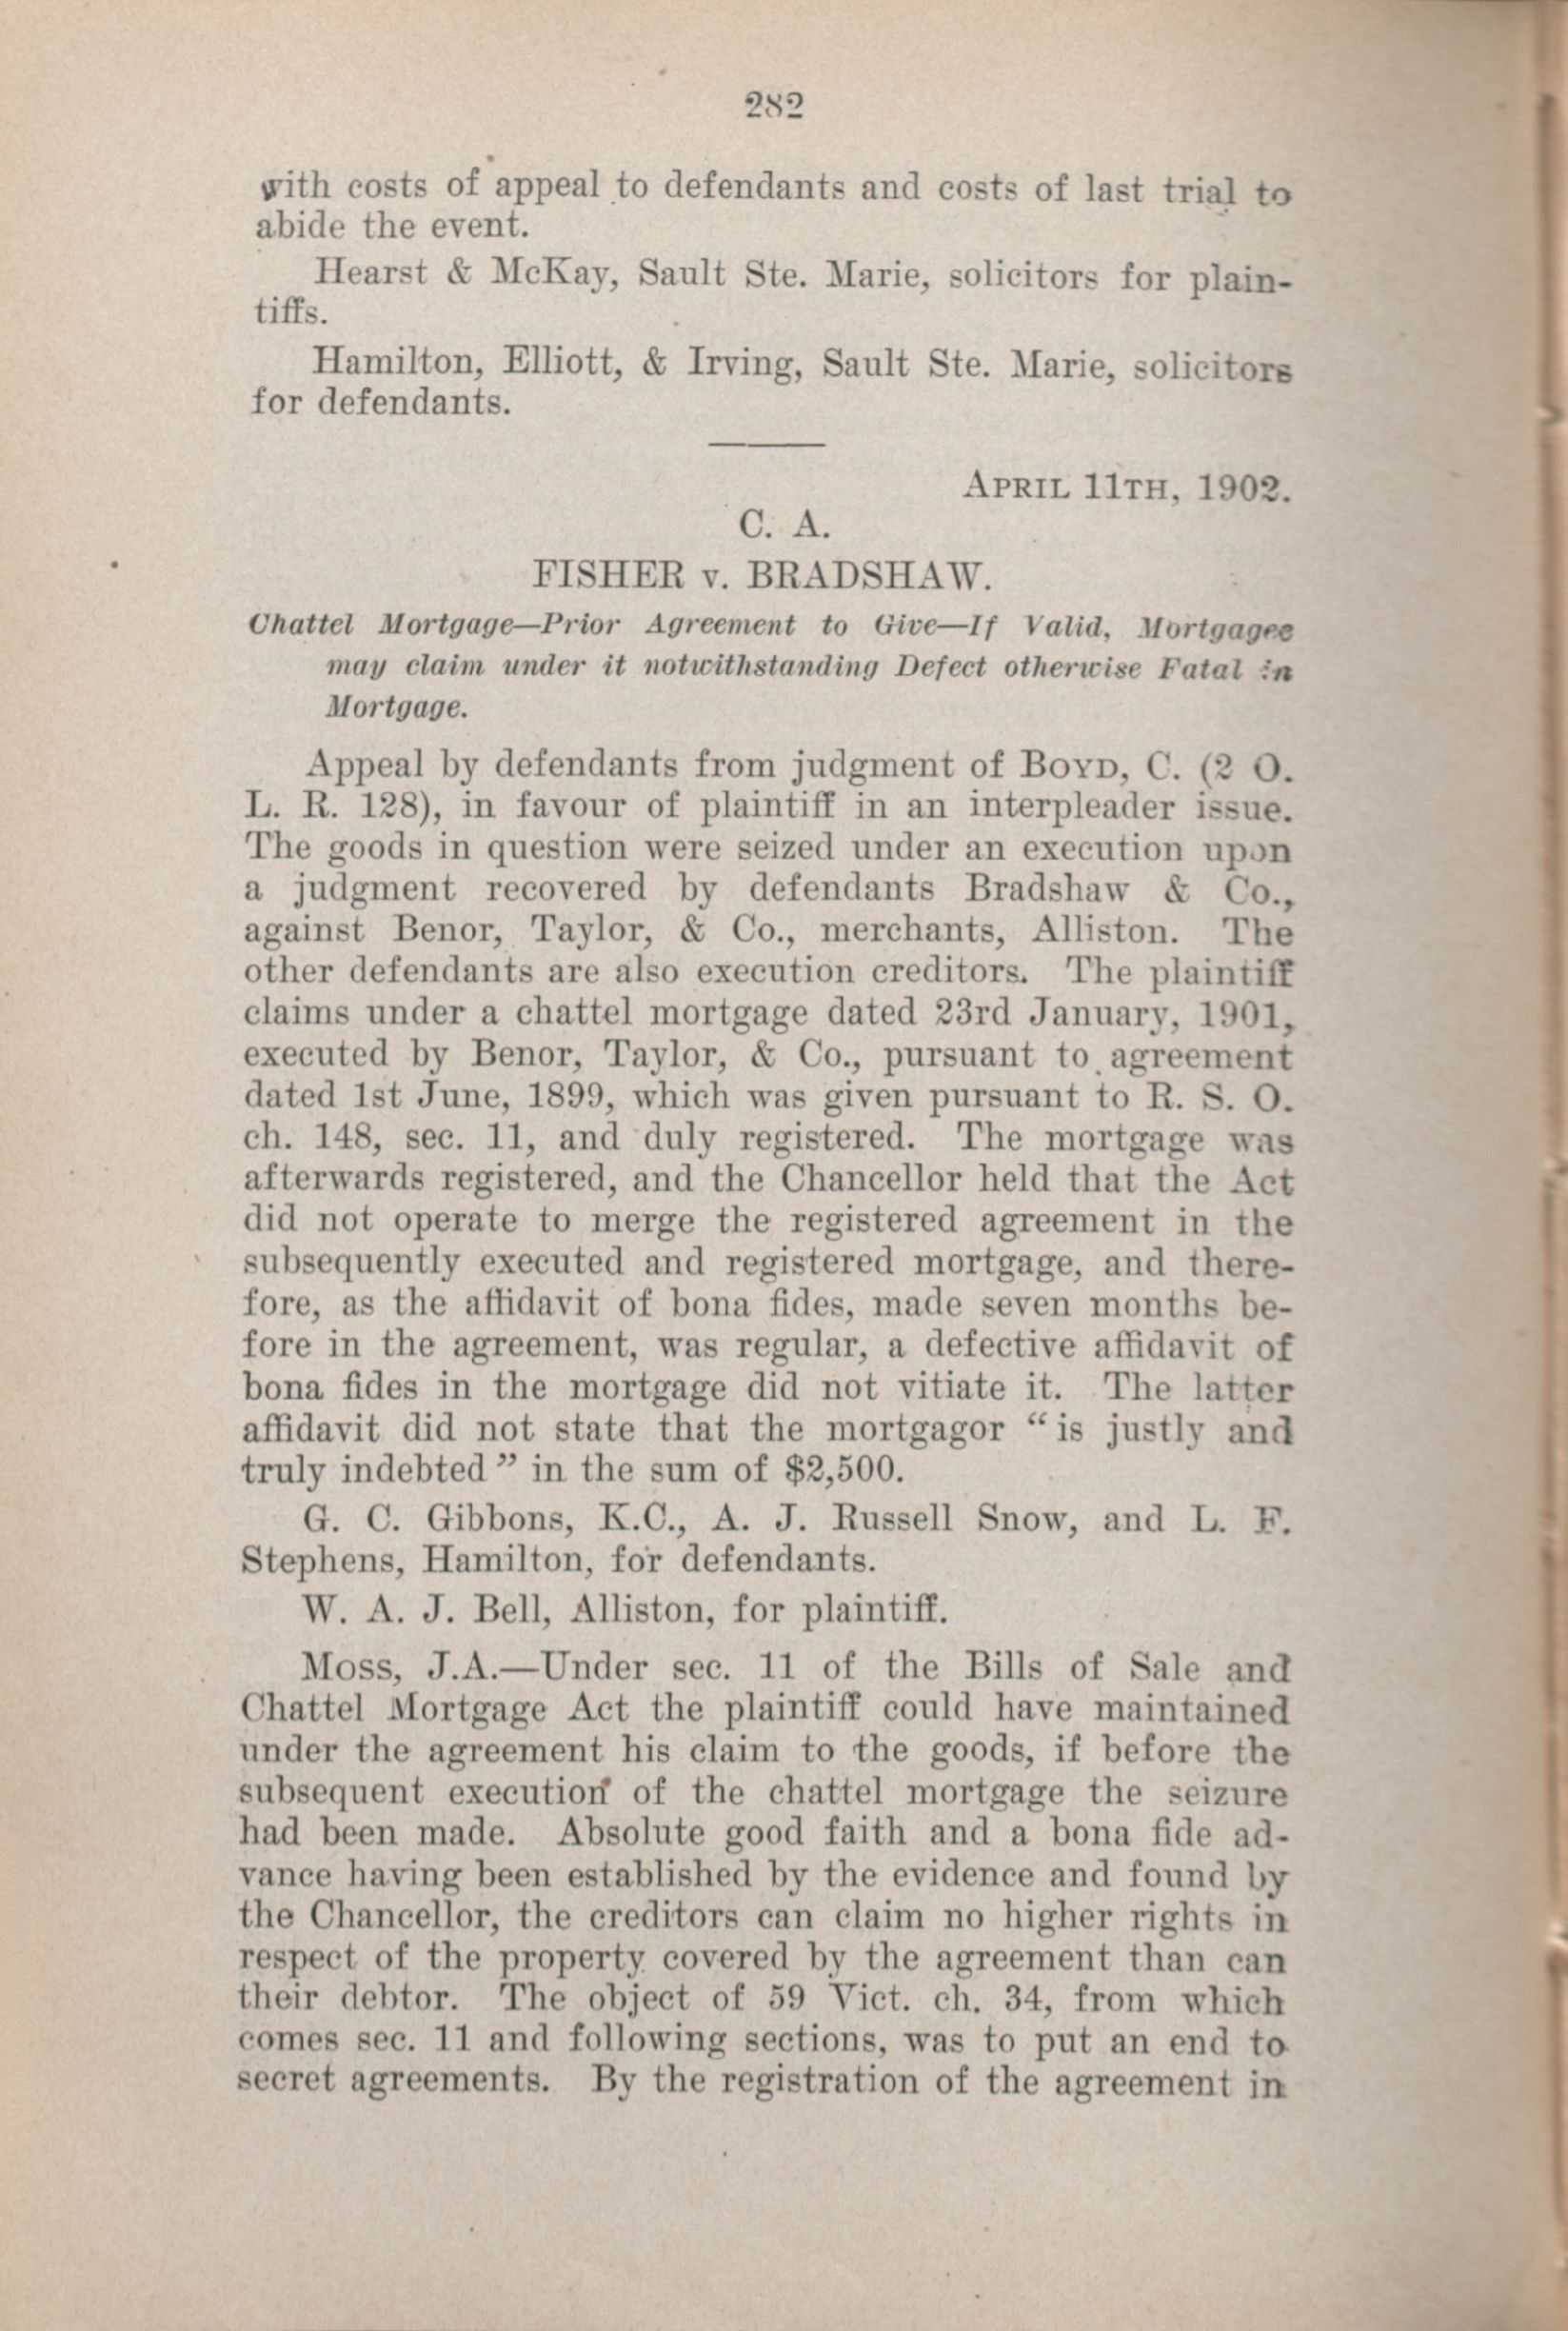 282
with costs of appeal to defendants and costs of last trial to
abide the event.
Hearst & McKay, Sault Ste. Marie, solicitors for plain-
tiffs.
Hamilton, Elliott, & Irving, Sault Ste. Marie, solicitors
for defendants.
APRIL 11TH, 1902.
C. A.
FISHER v. BRADSHAW.
Chattel Mortgage—Prior Agreement to Give—If Valid, Mortgagee
may claim under it notwithstanding Defect otherwise Fatal in
Mortgage.
Appeal by defendants from judgment of BOYD, C. (2 O.
L. R. 128), in favour of plaintiff in an interpleader issue.
The goods in question were seized under an execution upon
a judgment recovered by defendants Bradshaw & Co.,
against Benor, Taylor, & Co., merchants, Alliston. The
other defendants are also execution creditors. The plaintiff
claims under a chattel mortgage dated 23rd January, 1901,
executed by Benor, Taylor, & Co., pursuant to agreement
dated 1st June, 1899, which was given pursuant to R. S. O.
ch. 148, sec. 11, and duly registered. The mortgage was
afterwards registered, and the Chancellor held that the Act
did not operate to merge the registered agreement in the
subsequently executed and registered mortgage, and there-
fore, as the affidavit of bona fides, made seven months be-
fore in the agreement, was regular, a defective affidavit of
bona fides in the mortgage did not vitiate it. The latter
affidavit did not state that the mortgagor "is justly and
truly indebted" in the sum of $2,500.
G. C. Gibbons, K.C., A. J. Russell Snow, and L. F.
Stephens, Hamilton, for defendants.
W. A. J. Bell, Alliston, for plaintiff.
MOSS, J.A.—Under sec. 11 of the Bills of Sale and
Chattel Mortgage Act the plaintiff could have maintained
under the agreement his claim to the goods, if before the
subsequent execution of the chattel mortgage the seizure
had been made. Absolute good faith and a bona fide ad-
vance having been established by the evidence and found by
the Chancellor, the creditors can claim no higher rights in
respect of the property covered by the agreement than can
their debtor. The object of 59 Vict. ch. 34, from which
comes sec. 11 and following sections, was to put an end to
secret agreements. By the registration of the agreement in